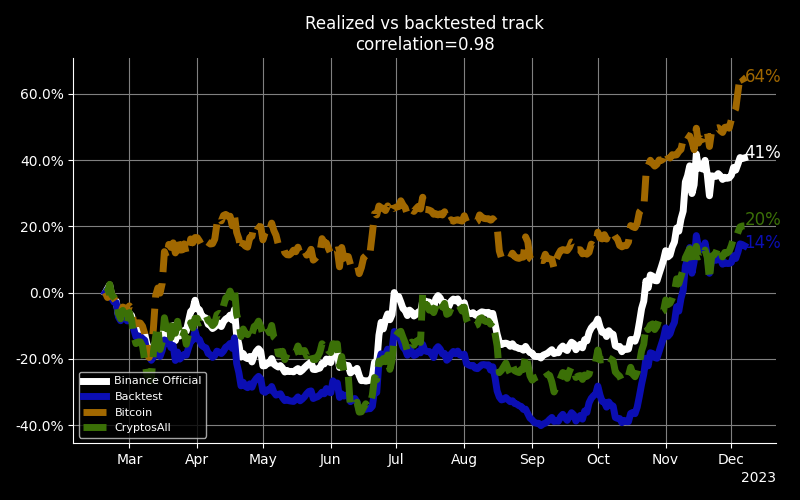 Realized vs backtested track
correlation=0.98
60.0%
40.0%
20.0%
0.0%
-20.0%
-40.0%
64%
41%
20%
14%
Binance Official
Backtest
Bitcoin
CryptosAll
Mar Apr May Jun Jul Aug Sep Oct Nov Dec
2023